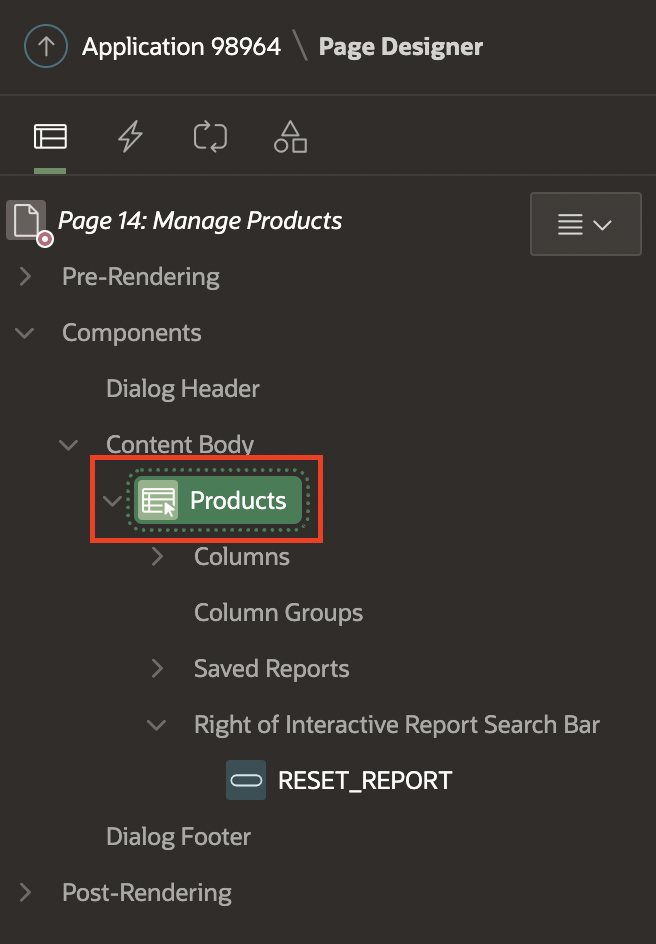 Application 98964 \ Page Designer
Page 14: Manage Products
Pre-Rendering
Components
Dialog Header
Content Body
Products
Columns
Column Groups
Saved Reports
Right of Interactive Report Search Bar
RESET_REPORT
Dialog Footer
Post-Rendering